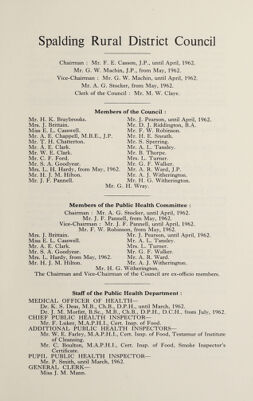 Spalding Rural District Council
Chairman : Mr. F. E. Casson, J.P., until April, 1962.
Mr. G. W. Machin, J.P., from May, 1962.
Vice-Chairman : Mr. G. W. Machin, until April, 1962.
Mr. A. G. Stocker, from May, 1962.
Clerk of the Council : Mr. M. W. Clave.
Members of the Council :
Mr. H. K. Braybrooks.
Mrs. J. Brittain.
Miss E. L. Casswell.
Mr. A. E. Chappell, M.B.E., J.P.
Mr. T. H. Chatterton.
Mr. A. E. Clark.
Mr. W. E. Clark.
Mr. C. F. Ford.
Mr. S. A. Goodyear.
Mrs. L. H. Hardy, from May, 1962.
Mr. H. J. M. Hilton.
Mr. J. F. Pannell.
Mr. J. Pearson, until April, 1962.
Mr. D. J. Riddington, B.A.
Mr. F. W. Robinson.
Mr. H. E. Sneath.
Mr. S. Sperring.
Mr. A. L. Tansley.
Mr. B. Thorpe.
Mrs. L. Turner.
Mr. G. F. Walker.
Mr. A. R. Ward, J.P.
Mr. A. J. Witherington.
Mr. H. G. Witherington.
Mr. G. H. Wray.
Members of the Public Health Committee :
Chairman : Mr. A. G. Stocker, until April, 1962.
Mr. J. F. Pannell, from May, 1962.
Vice-Chairman : Mr. J. F. Pannell, until April, 1962.
Mr. F. W. Robinson, from May, 1962.
Mrs. J. Brittain.
Miss E. L. Casswell.
Mr. A. E. Clark.
Mr. S. A. Goodyear.
Mrs. L. Hardy, from May, 1962.
Mr. H. J. M. Hilton.
Mr. J. Pearson, until April, 1962.
Mr. A. L. Tansley.
Mrs. L. Turner.
Mr. G. F. Walker.
Mr. A. R. Ward.
Mr. A. J. Witherington.
Mr. H. G. Witherington.
The Chairman and Vice-Chairman of the Council are ex-officio members.
Staff of the Public Health Department :
MEDICAL OFFICER OF HEALTH—
Dr. K. S. Deas, M.B., Ch.B., D.P.H., until March, 1962.
Dr. J. M. Morfitt, B.Sc., M.B., Ch.B., D.P.H., D.C.H., from July, 1962.
CHIEF PUBLIC HEALTH INSPECTOR—
Mr. F. Luker, M.A.P.H.I., Cert. Insp. of Food.
ADDITIONAL PUBLIC HEALTH INSPECTORS—
Mr. W. E. Farley, M.A.P.H.I., Cert. Insp. of Food, Testamur of Institute
of Cleansing.
Mr. C. Boulton, M.A.P.H.I., Cert. Insp. of Food, Smoke Inspector's
Certificate.
PUPIL PUBLIC HEALTH INSPECTOR—
Mr. P. Smith, until March, 1962.
GENERAL CLERK—
Miss J. M. Mann.